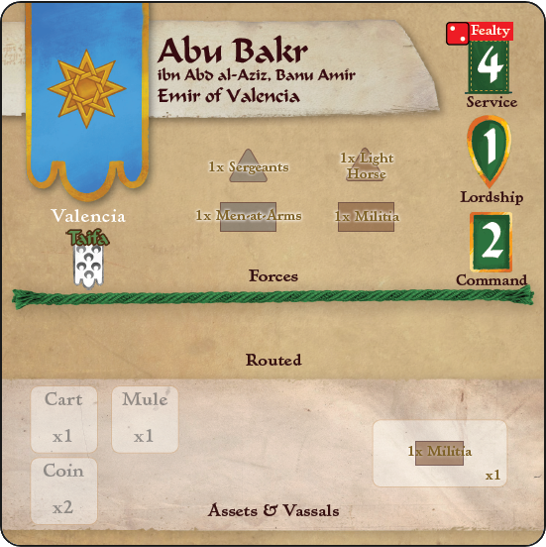 Abu Bakr
ibn Abd al-Aziz, Banu Amir
Emir of Valencia
Fealty
4
Service
1
Lordship
2
Command
Valencia
Taifa
1x Sergeants
1x Light
Horse
1x Men-at-Arms
1x Militia
Forces
Routed
Cart
x1
Mule
x1
Coin
x2
1x Militia
x1
Assets & Vassals